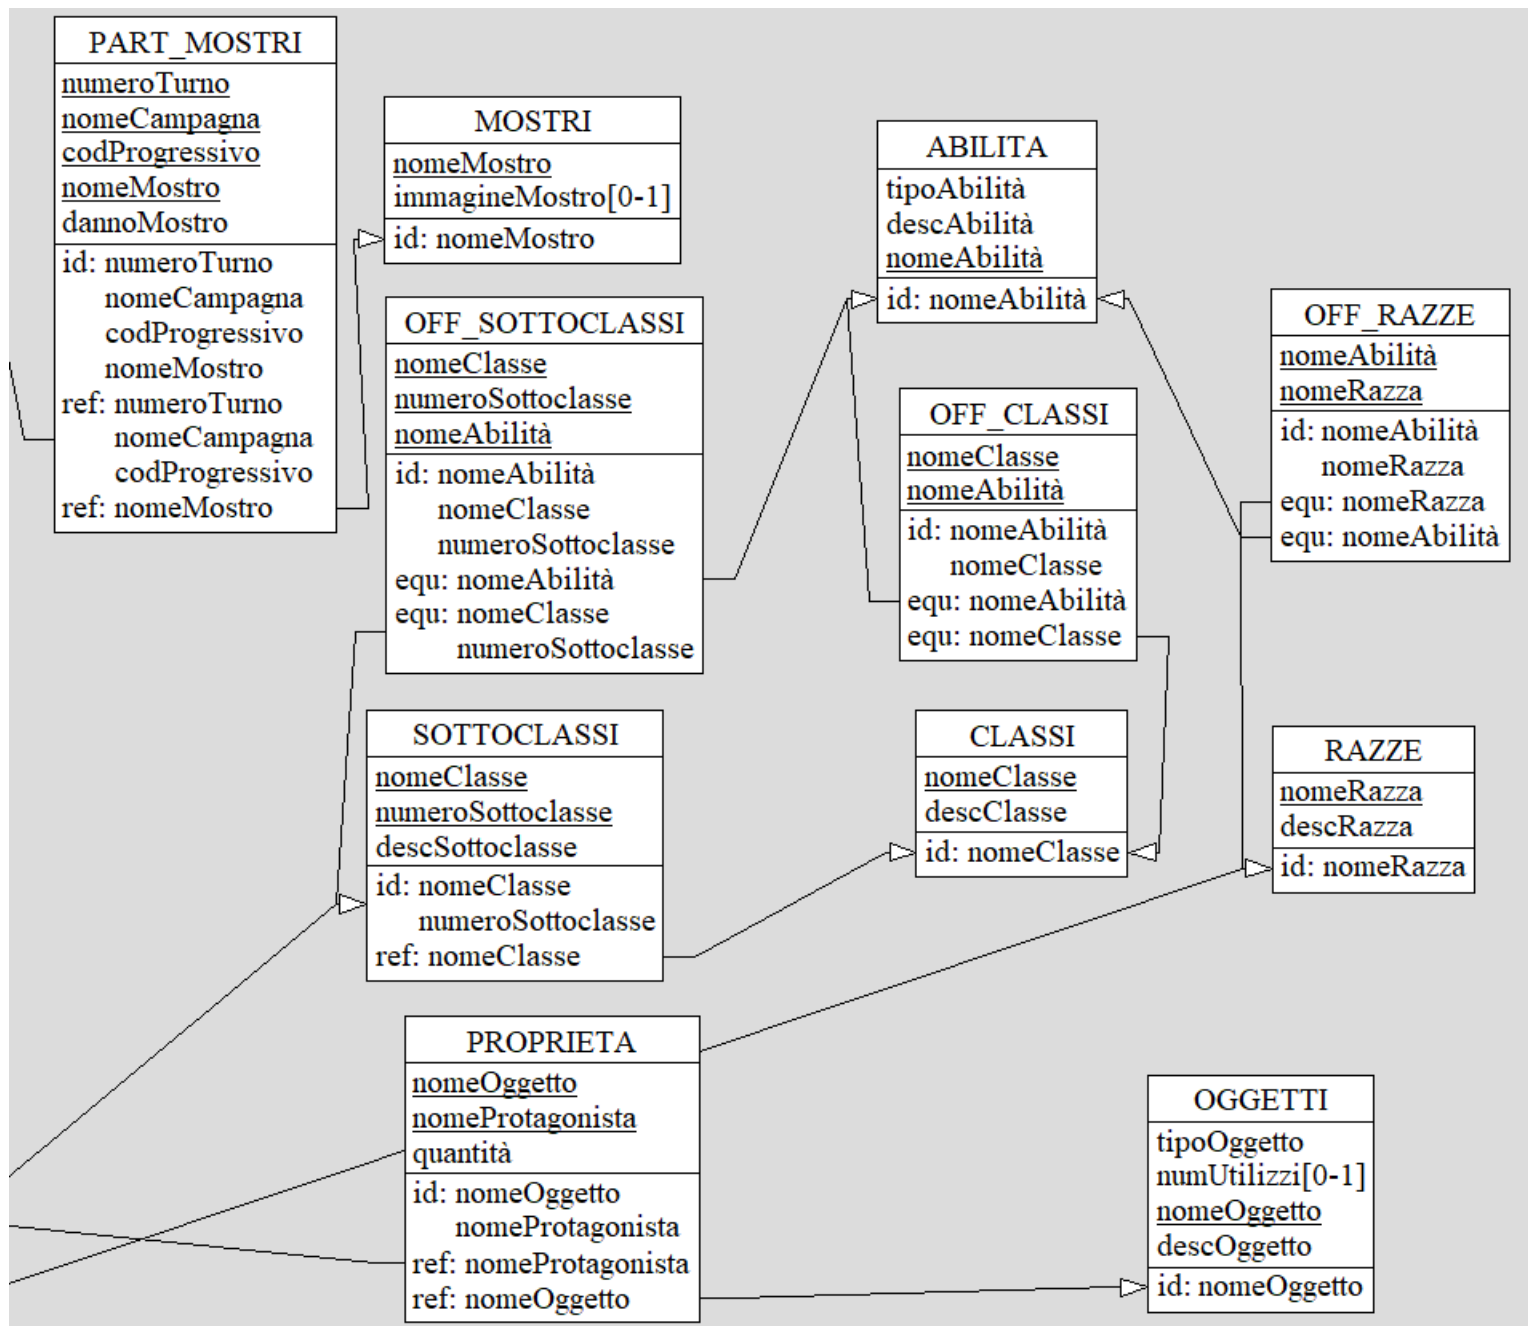 PART_MOSTRI
numeroTurno
nomeCampagna
codProgressivo
nomeMostro
dannoMostro
id: numeroTurno
nomeCampagna
codProgressivo
nomeMostro
ref: numeroTurno
nomeCampagna
codProgressivo
ref: nomeMostro
MOSTRI
nomeMostro
immagineMostro[0-1]
id: nomeMostro
ABILITA
tipoAbilità
descAbilità
nomeAbilità
id: nomeAbilità
OFF_SOTTOCLASSI
nomeClasse
numeroSottoclasse
nomeAbilità
id: nomeAbilità
nomeClasse
numeroSottoclasse
equ: nomeAbilità
equ: nomeClasse
numeroSottoclasse
OFF_CLASSI
nomeClasse
nomeAbilità
id: nomeAbilità
nomeClasse
equ: nomeAbilità
equ: nomeClasse
OFF_RAZZE
nomeAbilità
nomeRazza
id: nomeAbilità
nomeRazza
equ: nomeRazza
equ: nomeAbilità
SOTTOCLASSI
nomeClasse
numeroSottoclasse
descSottoclasse
id: nomeClasse
numeroSottoclasse
ref: nomeClasse
CLASSI
nomeClasse
descClasse
id: nomeClasse
RAZZE
nomeRazza
descRazza
id: nomeRazza
PROPRIETA
nomeOggetto
nomeProtagonista
quantità
id: nomeOggetto
nomeProtagonista
ref: nomeProtagonista
ref: nomeOggetto
OGGETTI
tipoOggetto
numUtilizzi[0-1]
nomeOggetto
descOggetto
id: nomeOggetto